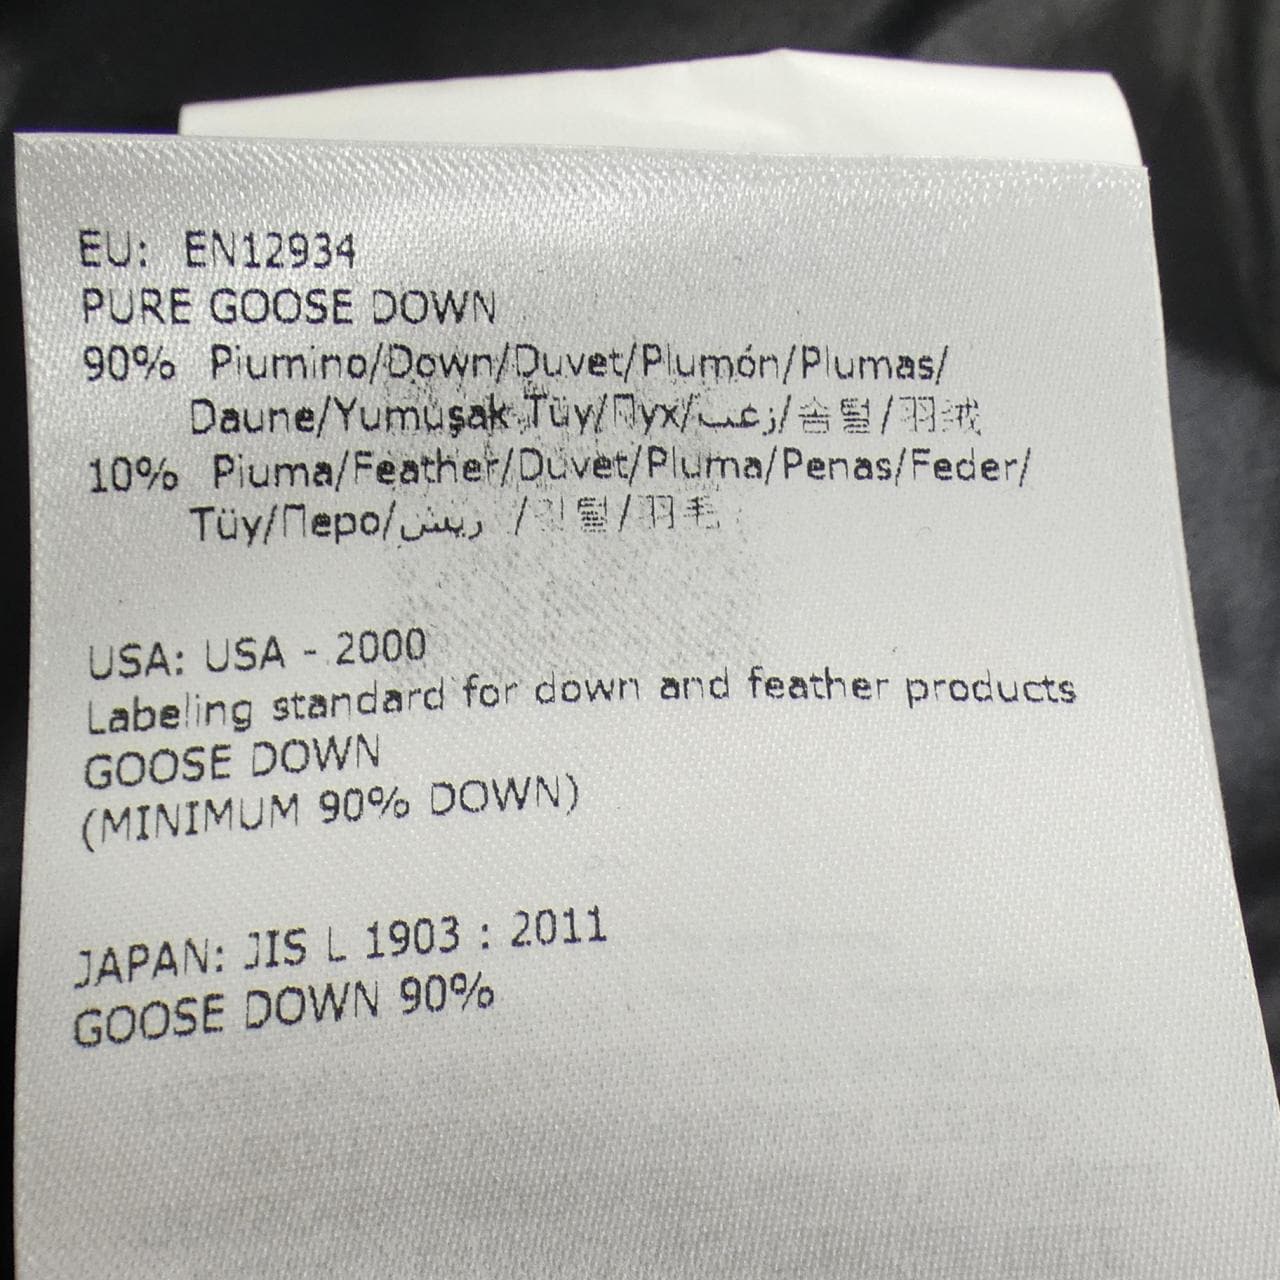 EU: EN12934
PURE GOOSE DOWN
90% Piumino/Down/Duvet/Plumón/Plumas/
Daune/Yumuşak Tüy/Пух/زغب/솜털/羽绒
10% Piuma/Feather/Duvet/Pluma/Penas/Feder/
Tüy/Перо/ريش /깃털/羽毛
USA: USA - 2000
Labeling standard for down and feather products
GOOSE DOWN
(MINIMUM 90% DOWN)
JAPAN: JIS L 1903 : 2011
GOOSE DOWN 90%